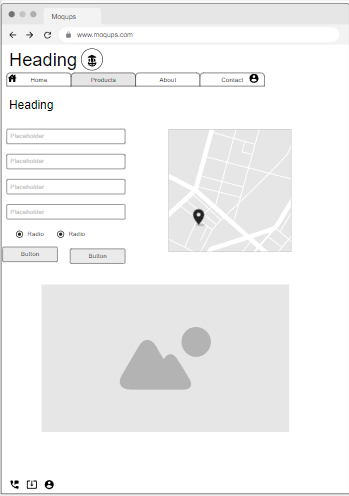 Moqups
www.moqups.com
Heading
Home Products About Contact
Heading
Placeholder
Placeholder
Placeholder
Placeholder
Radio Radio
Button Button